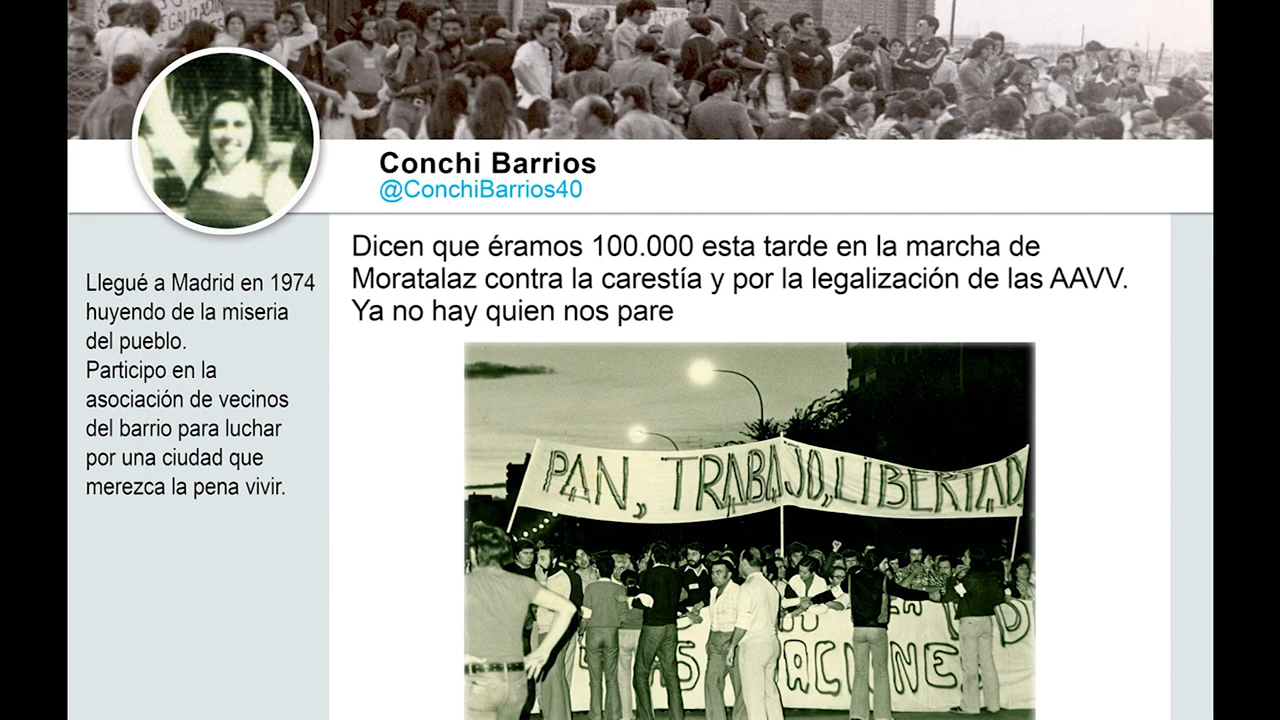 LEGALIZACIÓN
Conchi Barrios
@ConchiBarrios40
Llegué a Madrid en 1974
huyendo de la miseria
del pueblo.
Participo en la
asociación de vecinos
del barrio para luchar
por una ciudad que
merezca la pena vivir.
Dicen que éramos 100.000 esta tarde en la marcha de
Moratalaz contra la carestía y por la legalización de las AAVV.
Ya no hay quien nos pare
PAN, TRABAJO, LIBERTAD